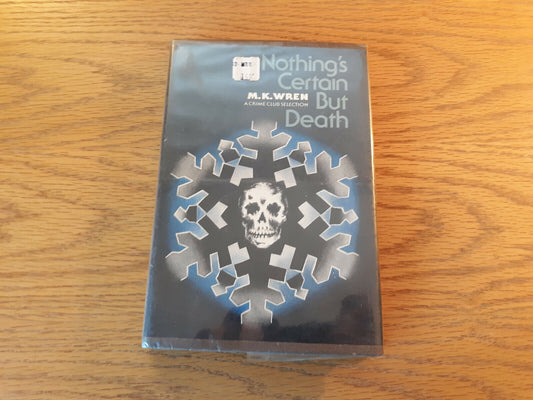 Nothing's
Certain
M.K.WREN
But
A CRIME CLUB SELECTION
Death